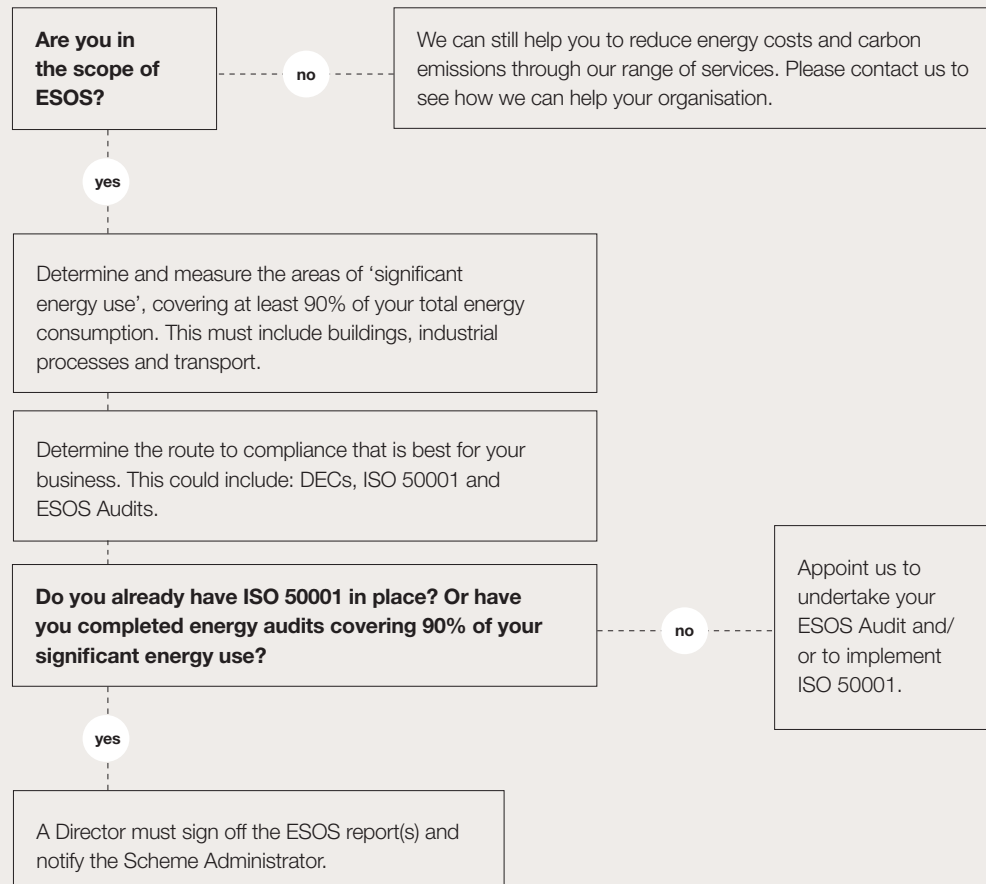 Are you in
the scope of
ESOS?
no
We can still help you to reduce energy costs and carbon
emissions through our range of services. Please contact us to
see how we can help your organisation.
yes
Determine and measure the areas of ‘significant
energy use’, covering at least 90% of your total energy
consumption. This must include buildings, industrial
processes and transport.
Determine the route to compliance that is best for your
business. This could include: DECs, ISO 50001 and
ESOS Audits.
Do you already have ISO 50001 in place? Or have
you completed energy audits covering 90% of your
significant energy use?
no
Appoint us to
undertake your
ESOS Audit and/
or to implement
ISO 50001.
yes
A Director must sign off the ESOS report(s) and
notify the Scheme Administrator.